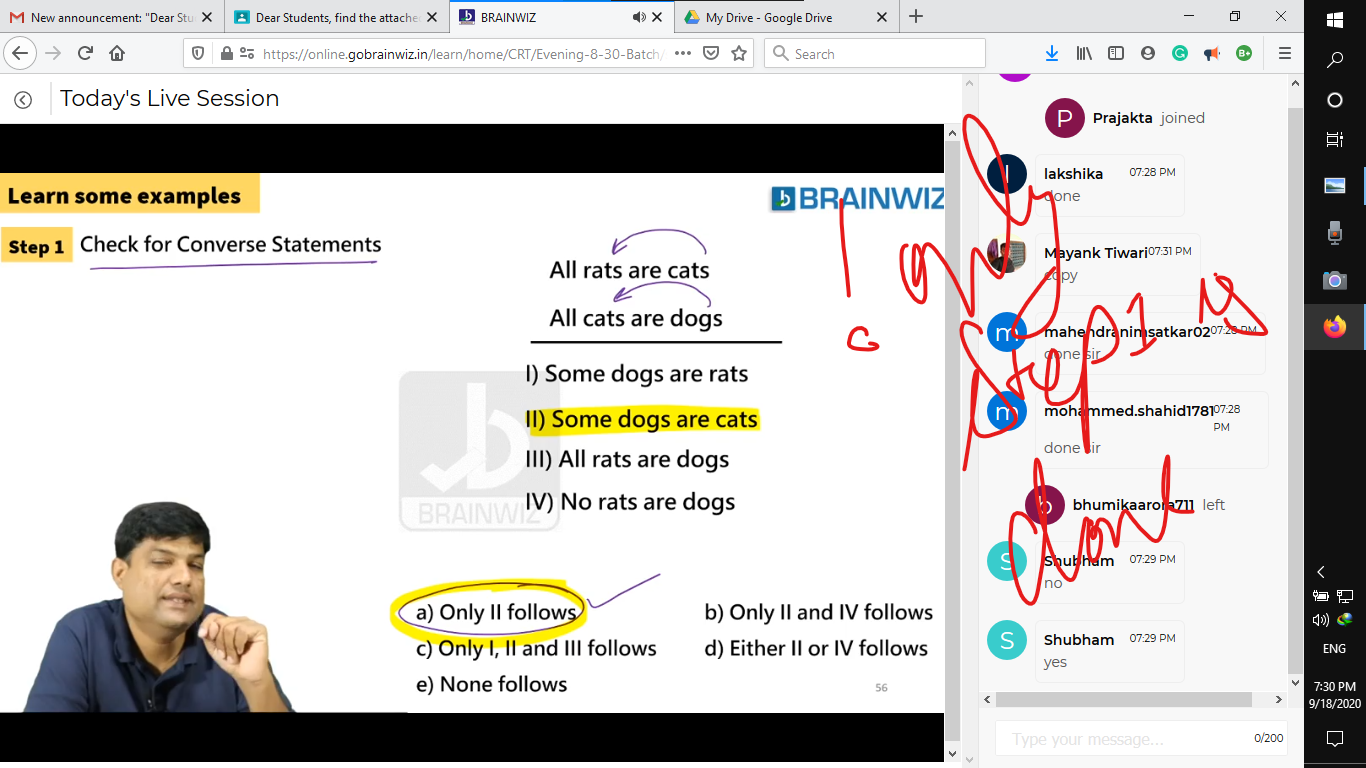 New announcement: "Dear Stu
Dear Students, find the attache
BRAINWIZ
My Drive - Google Drive
https://online.gobrainwiz.in/learn/home/CRT/Evening-8-30-Batch/
Search
Today's Live Session
Learn some examples
BRAINWIZ
Step 1 Check for Converse Statements
All rats are cats
All cats are dogs
I) Some dogs are rats
II) Some dogs are cats
III) All rats are dogs
IV) No rats are dogs
BRAINWIZ
a) Only II follows
b) Only II and IV follows
c) Only I, II and III follows
d) Either II or IV follows
e) None follows
56
P
Prajakta joined
l
lakshika 07:28 PM
done
Mayank Tiwari 07:31 PM
copy
m
mahendranimsatkar02 07:28 PM
done sir
m
mohammed.shahid1781 07:28
PM
done sir
b
bhumikaarora711 left
S
Shubham 07:29 PM
no
S
Shubham 07:29 PM
yes
Type your message...
0/200
step 1 is
ENG
7:30 PM
9/18/2020